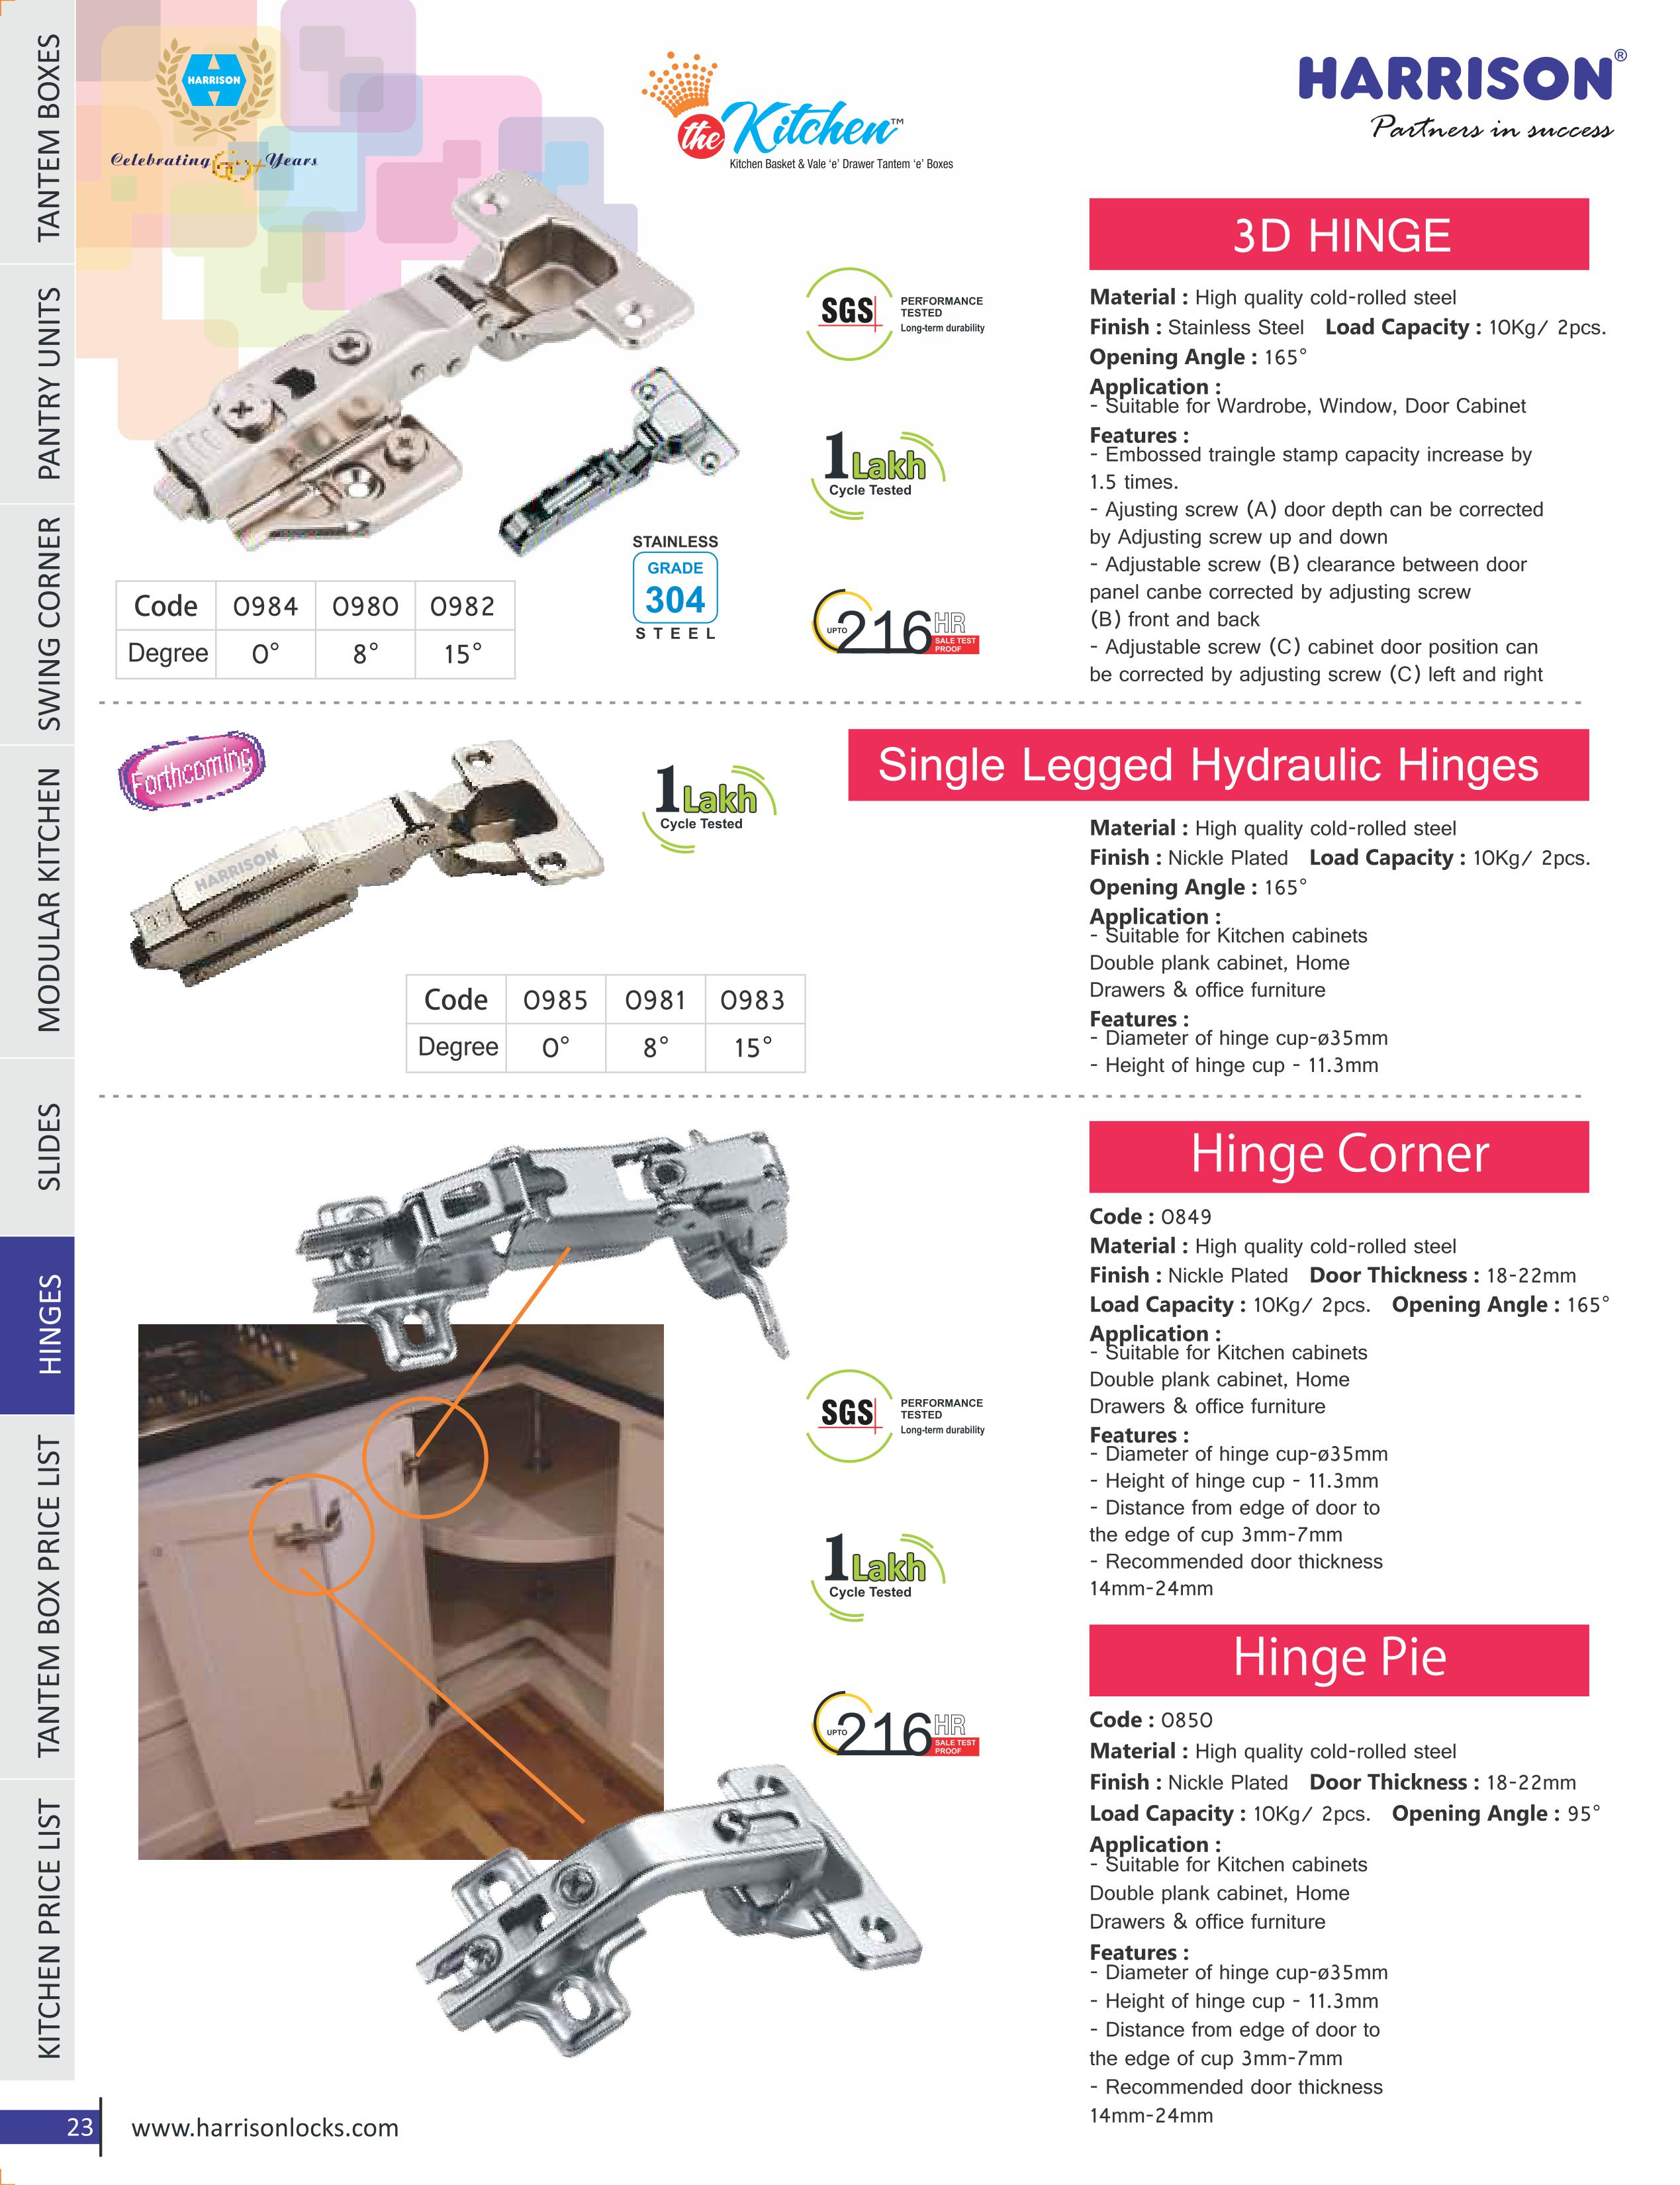 TANTEM BOXES
PANTRY UNITS
SWING CORNER
MODULAR KITCHEN
SLIDES
HINGES
TANTEM BOX PRICE LIST
KITCHEN PRICE LIST
HARRISON
Celebrating 60+ Years
the Kitchen™
Kitchen Basket & Vale 'e' Drawer Tantem 'e' Boxes
HARRISON®
Partners in success
3D HINGE
Material : High quality cold-rolled steel
Finish : Stainless Steel Load Capacity : 10Kg/ 2pcs.
Opening Angle : 165°
Application :
- Suitable for Wardrobe, Window, Door Cabinet
Features :
- Embossed traingle stamp capacity increase by
1.5 times.
- Ajusting screw (A) door depth can be corrected
by Adjusting screw up and down
- Adjustable screw (B) clearance between door
panel canbe corrected by adjusting screw
(B) front and back
- Adjustable screw (C) cabinet door position can
be corrected by adjusting screw (C) left and right
SGS
PERFORMANCE
TESTED
Long-term durability
1 Lakh
Cycle Tested
STAINLESS
GRADE
304
STEEL
UPTO 216 HR
SALE TEST
PROOF
Code 0984 0980 0982
Degree 0° 8° 15°
Forthcoming
HARRISON
1 Lakh
Cycle Tested
Code 0985 0981 0983
Degree 0° 8° 15°
Single Legged Hydraulic Hinges
Material : High quality cold-rolled steel
Finish : Nickle Plated Load Capacity : 10Kg/ 2pcs.
Opening Angle : 165°
Application :
- Suitable for Kitchen cabinets
Double plank cabinet, Home
Drawers & office furniture
Features :
- Diameter of hinge cup-ø35mm
- Height of hinge cup - 11.3mm
Hinge Corner
Code : 0849
Material : High quality cold-rolled steel
Finish : Nickle Plated Door Thickness : 18-22mm
Load Capacity : 10Kg/ 2pcs. Opening Angle : 165°
Application :
- Suitable for Kitchen cabinets
Double plank cabinet, Home
Drawers & office furniture
Features :
- Diameter of hinge cup-ø35mm
- Height of hinge cup - 11.3mm
- Distance from edge of door to
the edge of cup 3mm-7mm
- Recommended door thickness
14mm-24mm
SGS
PERFORMANCE
TESTED
Long-term durability
1 Lakh
Cycle Tested
UPTO 216 HR
SALE TEST
PROOF
Hinge Pie
Code : 0850
Material : High quality cold-rolled steel
Finish : Nickle Plated Door Thickness : 18-22mm
Load Capacity : 10Kg/ 2pcs. Opening Angle : 95°
Application :
- Suitable for Kitchen cabinets
Double plank cabinet, Home
Drawers & office furniture
Features :
- Diameter of hinge cup-ø35mm
- Height of hinge cup - 11.3mm
- Distance from edge of door to
the edge of cup 3mm-7mm
- Recommended door thickness
14mm-24mm
23
www.harrisonlocks.com